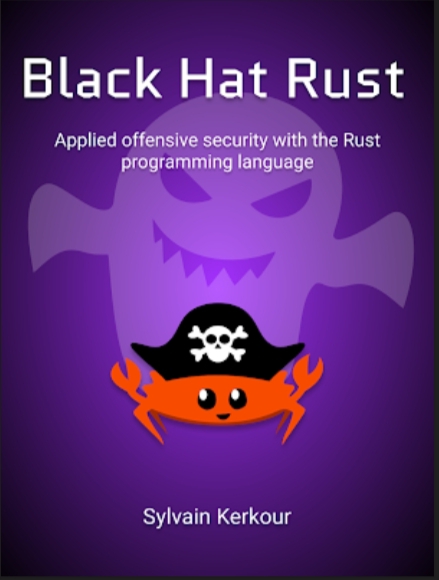 Black Hat Rust
Applied offensive security with the Rust
programming language
Sylvain Kerkour